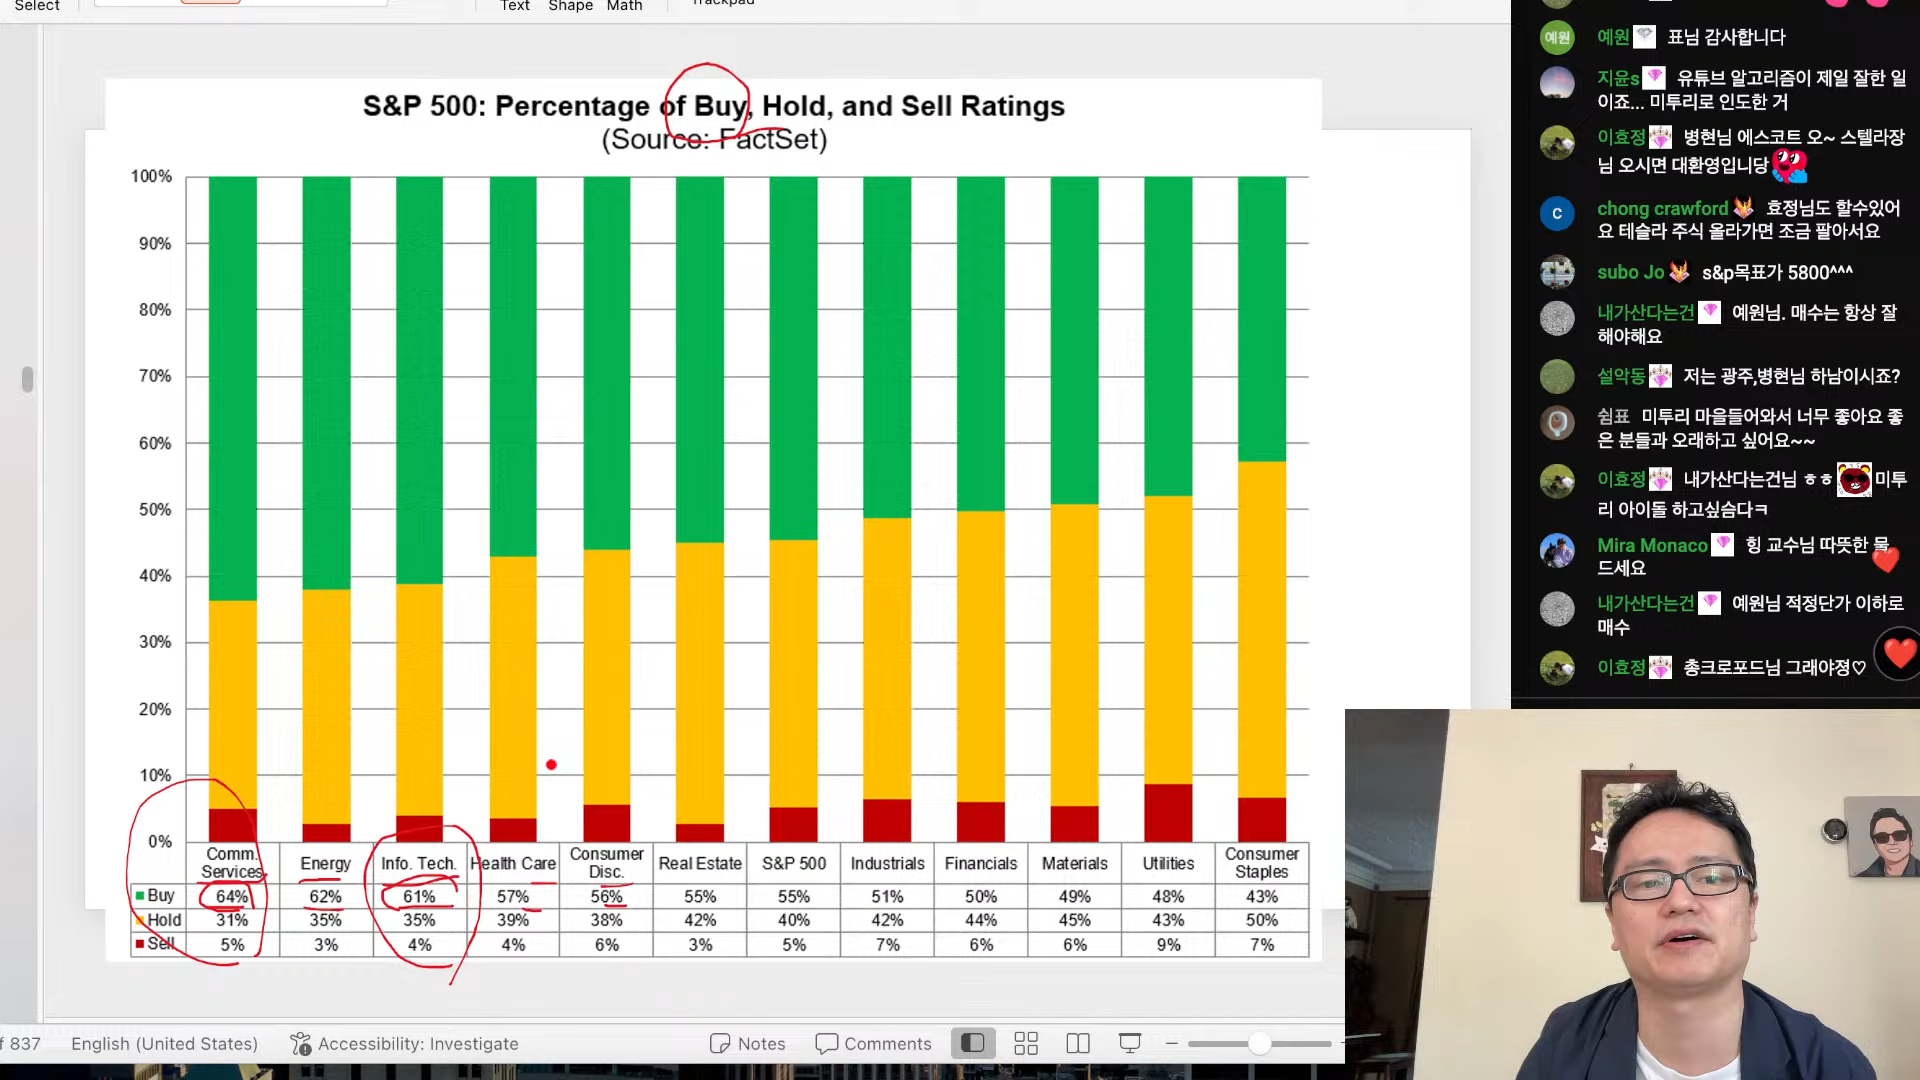 Select
Text Shape Math
Trackpad
S&P 500: Percentage of Buy, Hold, and Sell Ratings
(Source: FactSet)
100%
90%
80%
70%
60%
50%
40%
30%
20%
10%
0%
Comm. Services Energy Info. Tech. Health Care Consumer Disc. Real Estate S&P 500 Industrials Financials Materials Utilities Consumer Staples
Buy 64% 62% 61% 57% 56% 55% 55% 51% 50% 49% 48% 43%
Hold 31% 35% 35% 39% 38% 42% 40% 42% 44% 45% 43% 50%
Sell 5% 3% 4% 4% 6% 3% 5% 7% 6% 6% 9% 7%
f 837 English (United States) Accessibility: Investigate Notes Comments
예원 예원 표님 감사합니다
지윤s 유튜브 알고리즘이 제일 잘한 일
이죠... 미투리로 인도한 거
이효정 병현님 에스코트 오~ 스텔라장
님 오시면 대환영입니당
C chong crawford 효정님도 할수있어
요 테슬라 주식 올라가면 조금 팔아서요
subo Jo s&p목표가 5800^^^
내가산다는건 예원님. 매수는 항상 잘
해야해요
설악동 저는 광주,병현님 하남이시죠?
쉼표 미투리 마을들어와서 너무 좋아요 좋
은 분들과 오래하고 싶어요~~
이효정 내가산다는건님 ㅎㅎ 미투
리 아이돌 하고싶슴다ㅋ
Mira Monaco 힝 교수님 따뜻한 물
드세요
내가산다는건 예원님 적정단가 이하로
매수
이효정 총크로포드님 그래야졍♡